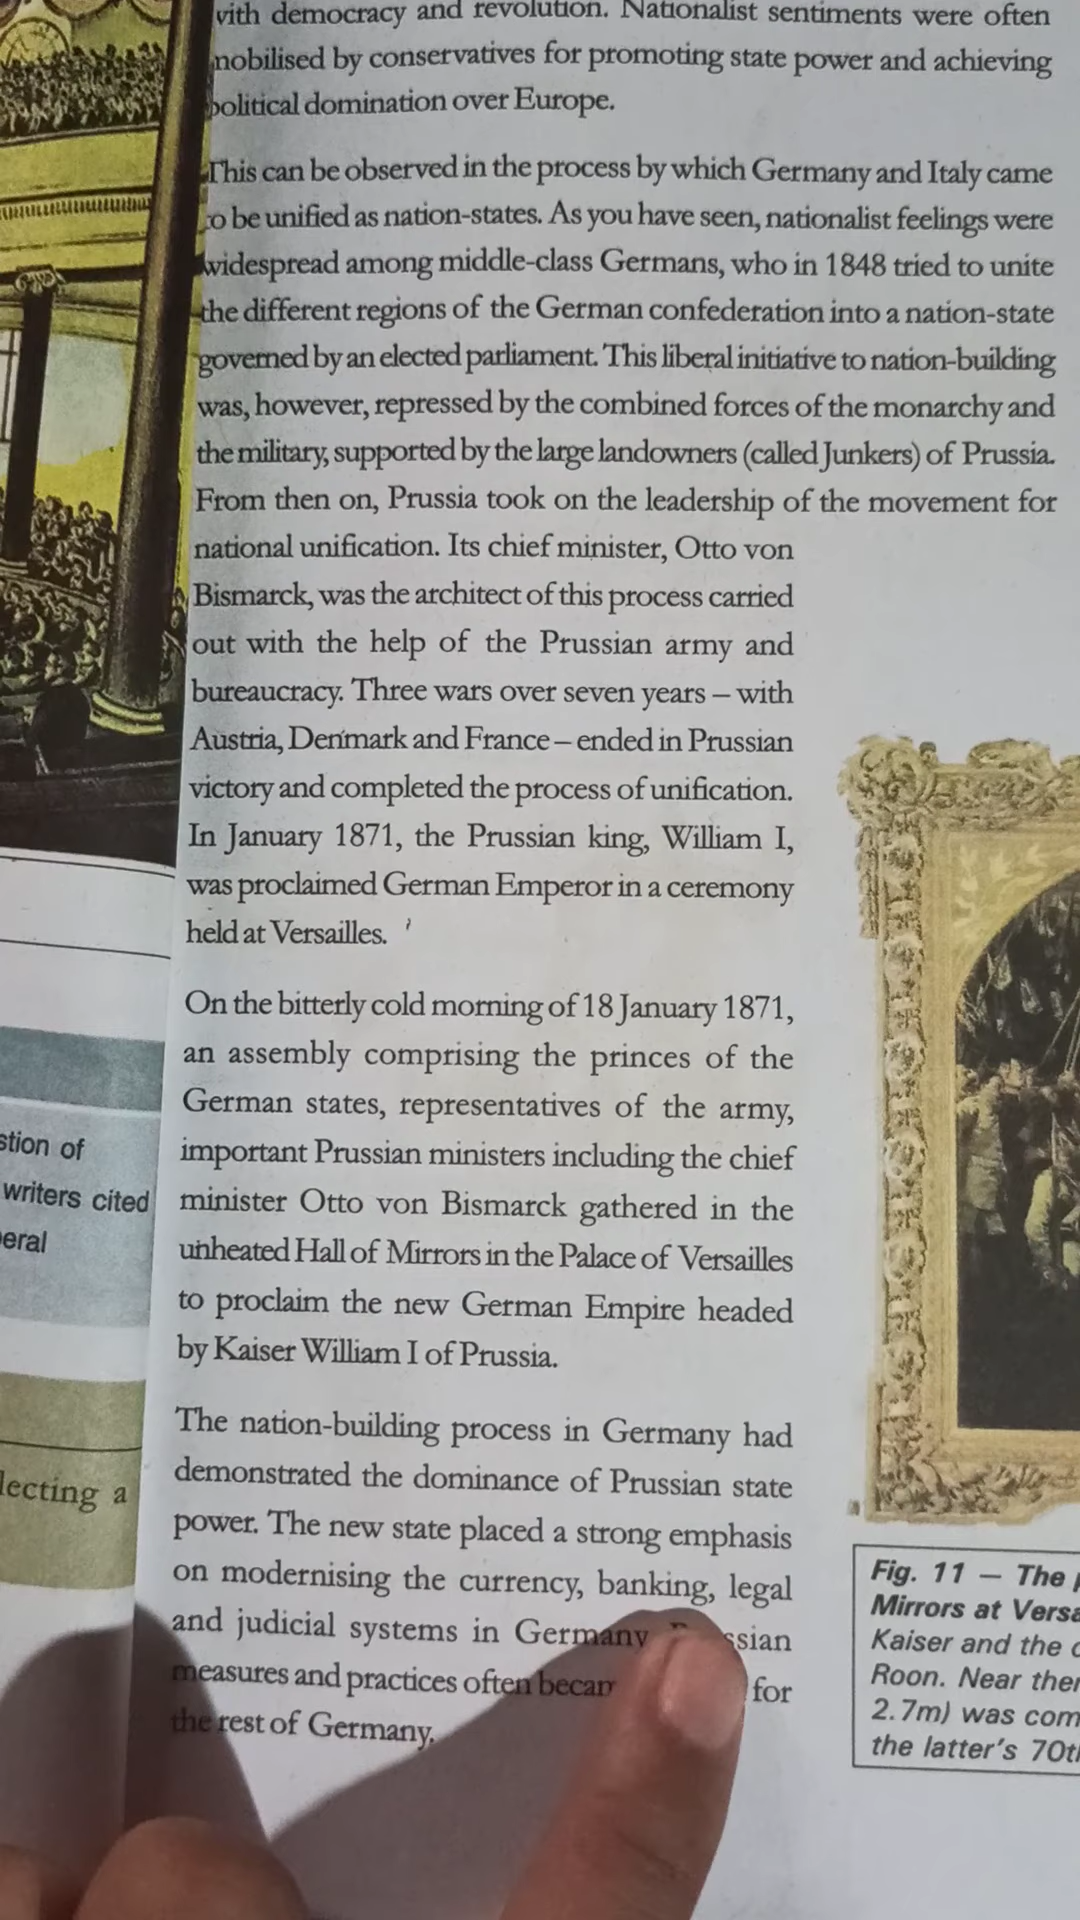 with democracy and revolution. Nationalist sentiments were often
mobilised by conservatives for promoting state power and achieving
political domination over Europe.
This can be observed in the process by which Germany and Italy came
to be unified as nation-states. As you have seen, nationalist feelings were
widespread among middle-class Germans, who in 1848 tried to unite
the different regions of the German confederation into a nation-state
governed by an elected parliament. This liberal initiative to nation-building
was, however, repressed by the combined forces of the monarchy and
the military, supported by the large landowners (called Junkers) of Prussia.
From then on, Prussia took on the leadership of the movement for
national unification. Its chief minister, Otto von
Bismarck, was the architect of this process carried
out with the help of the Prussian army and
bureaucracy. Three wars over seven years – with
Austria, Denmark and France – ended in Prussian
victory and completed the process of unification.
In January 1871, the Prussian king, William I,
was proclaimed German Emperor in a ceremony
held at Versailles.
On the bitterly cold morning of 18 January 1871,
an assembly comprising the princes of the
German states, representatives of the army,
important Prussian ministers including the chief
minister Otto von Bismarck gathered in the
unheated Hall of Mirrors in the Palace of Versailles
to proclaim the new German Empire headed
by Kaiser William I of Prussia.
The nation-building process in Germany had
demonstrated the dominance of Prussian state
power. The new state placed a strong emphasis
on modernising the currency, banking, legal
and judicial systems in Germany
measures and practices often for
the rest of Germany.
of
writers cited
a
Fig. 11 – The
Mirrors at
Kaiser and the
Roon. Near
2.7m) was
the latter's